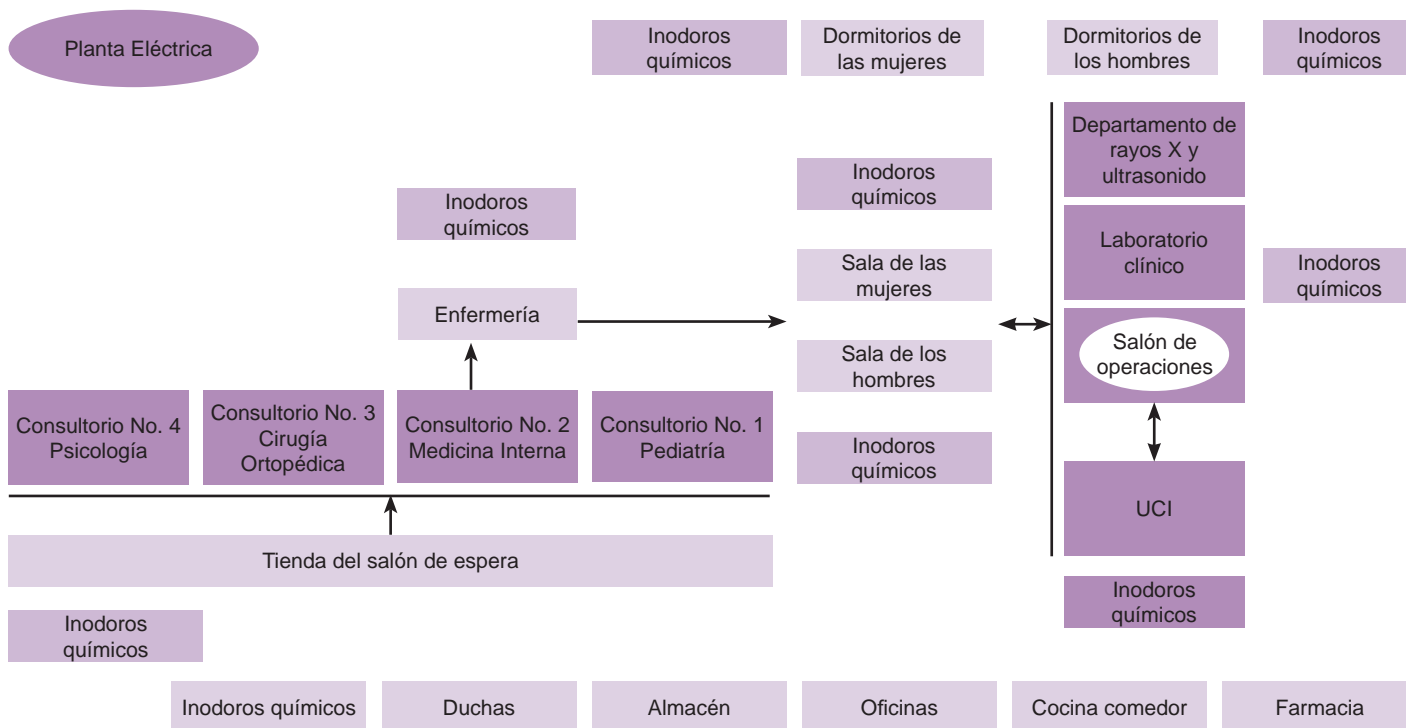 Planta Eléctrica
Inodoros
químicos
Dormitorios de
las mujeres
Dormitorios de
los hombres
Inodoros
químicos
Departamento de
rayos X y
ultrasonido
Inodoros
químicos
Inodoros
químicos
Laboratorio
clínico
Sala de las
mujeres
Inodoros
químicos
Enfermería
Salón de
operaciones
Sala de los
hombres
Consultorio No. 4
Psicología
Consultorio No. 3
Cirugía
Ortopédica
Consultorio No. 2
Medicina Interna
Consultorio No. 1
Pediatría
Inodoros
químicos
UCI
Tienda del salón de espera
Inodoros
químicos
Inodoros
químicos
Inodoros químicos
Duchas
Almacén
Oficinas
Cocina comedor
Farmacia